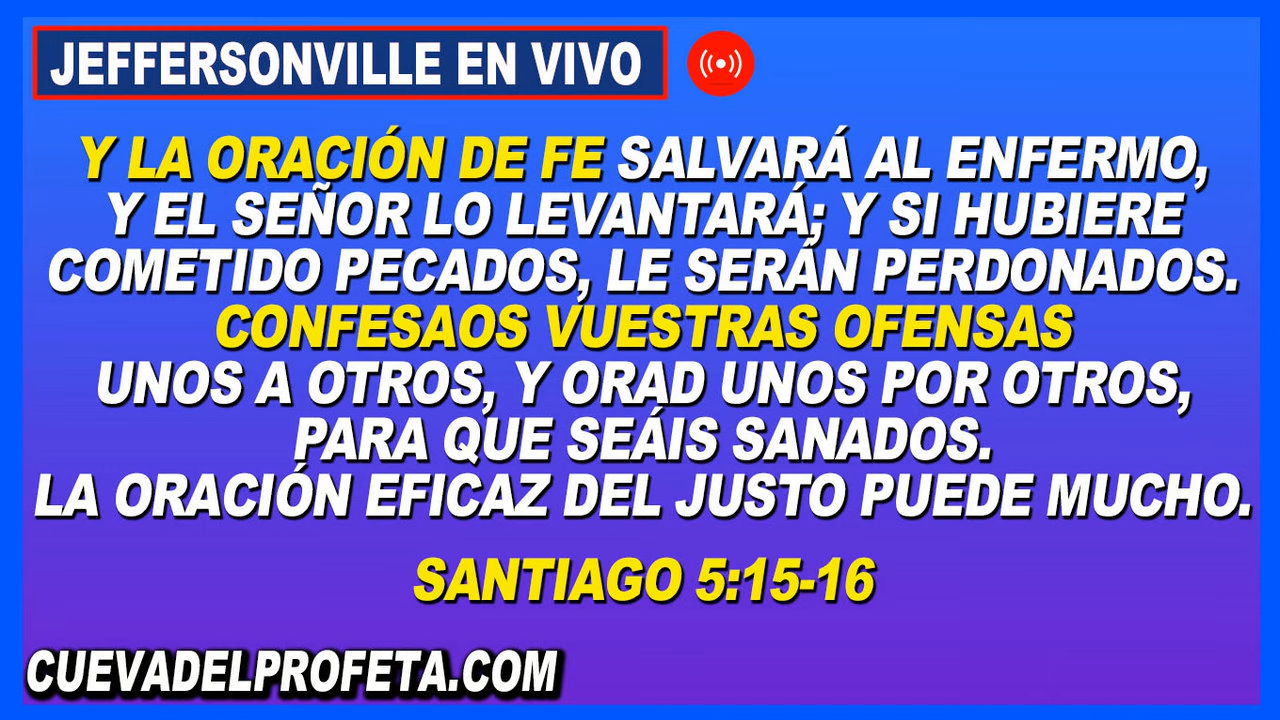 JEFFERSONVILLE EN VIVO
Y LA ORACIÓN DE FE SALVARÁ AL ENFERMO,
Y EL SEÑOR LO LEVANTARÁ; Y SI HUBIERE
COMETIDO PECADOS, LE SERÁN PERDONADOS.
CONFESAOS VUESTRAS OFENSAS
UNOS A OTROS, Y ORAD UNOS POR OTROS,
PARA QUE SEÁIS SANADOS.
LA ORACIÓN EFICAZ DEL JUSTO PUEDE MUCHO.
SANTIAGO 5:15-16
CUEVADELPROFETA.COM